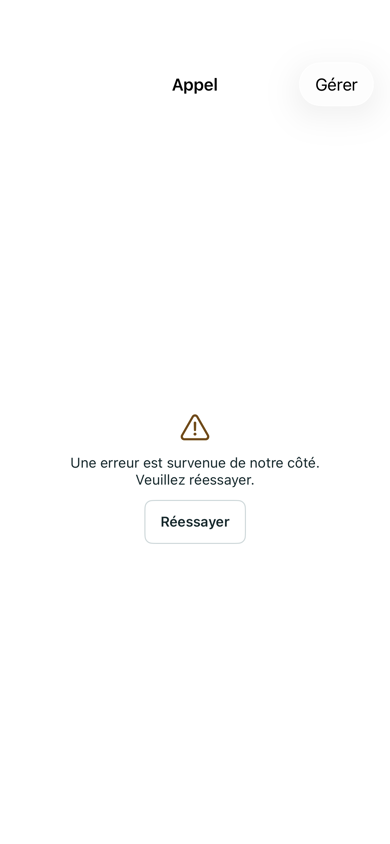 Appel
Gérer
Une erreur est survenue de notre côté.
Veuillez réessayer.
Réessayer